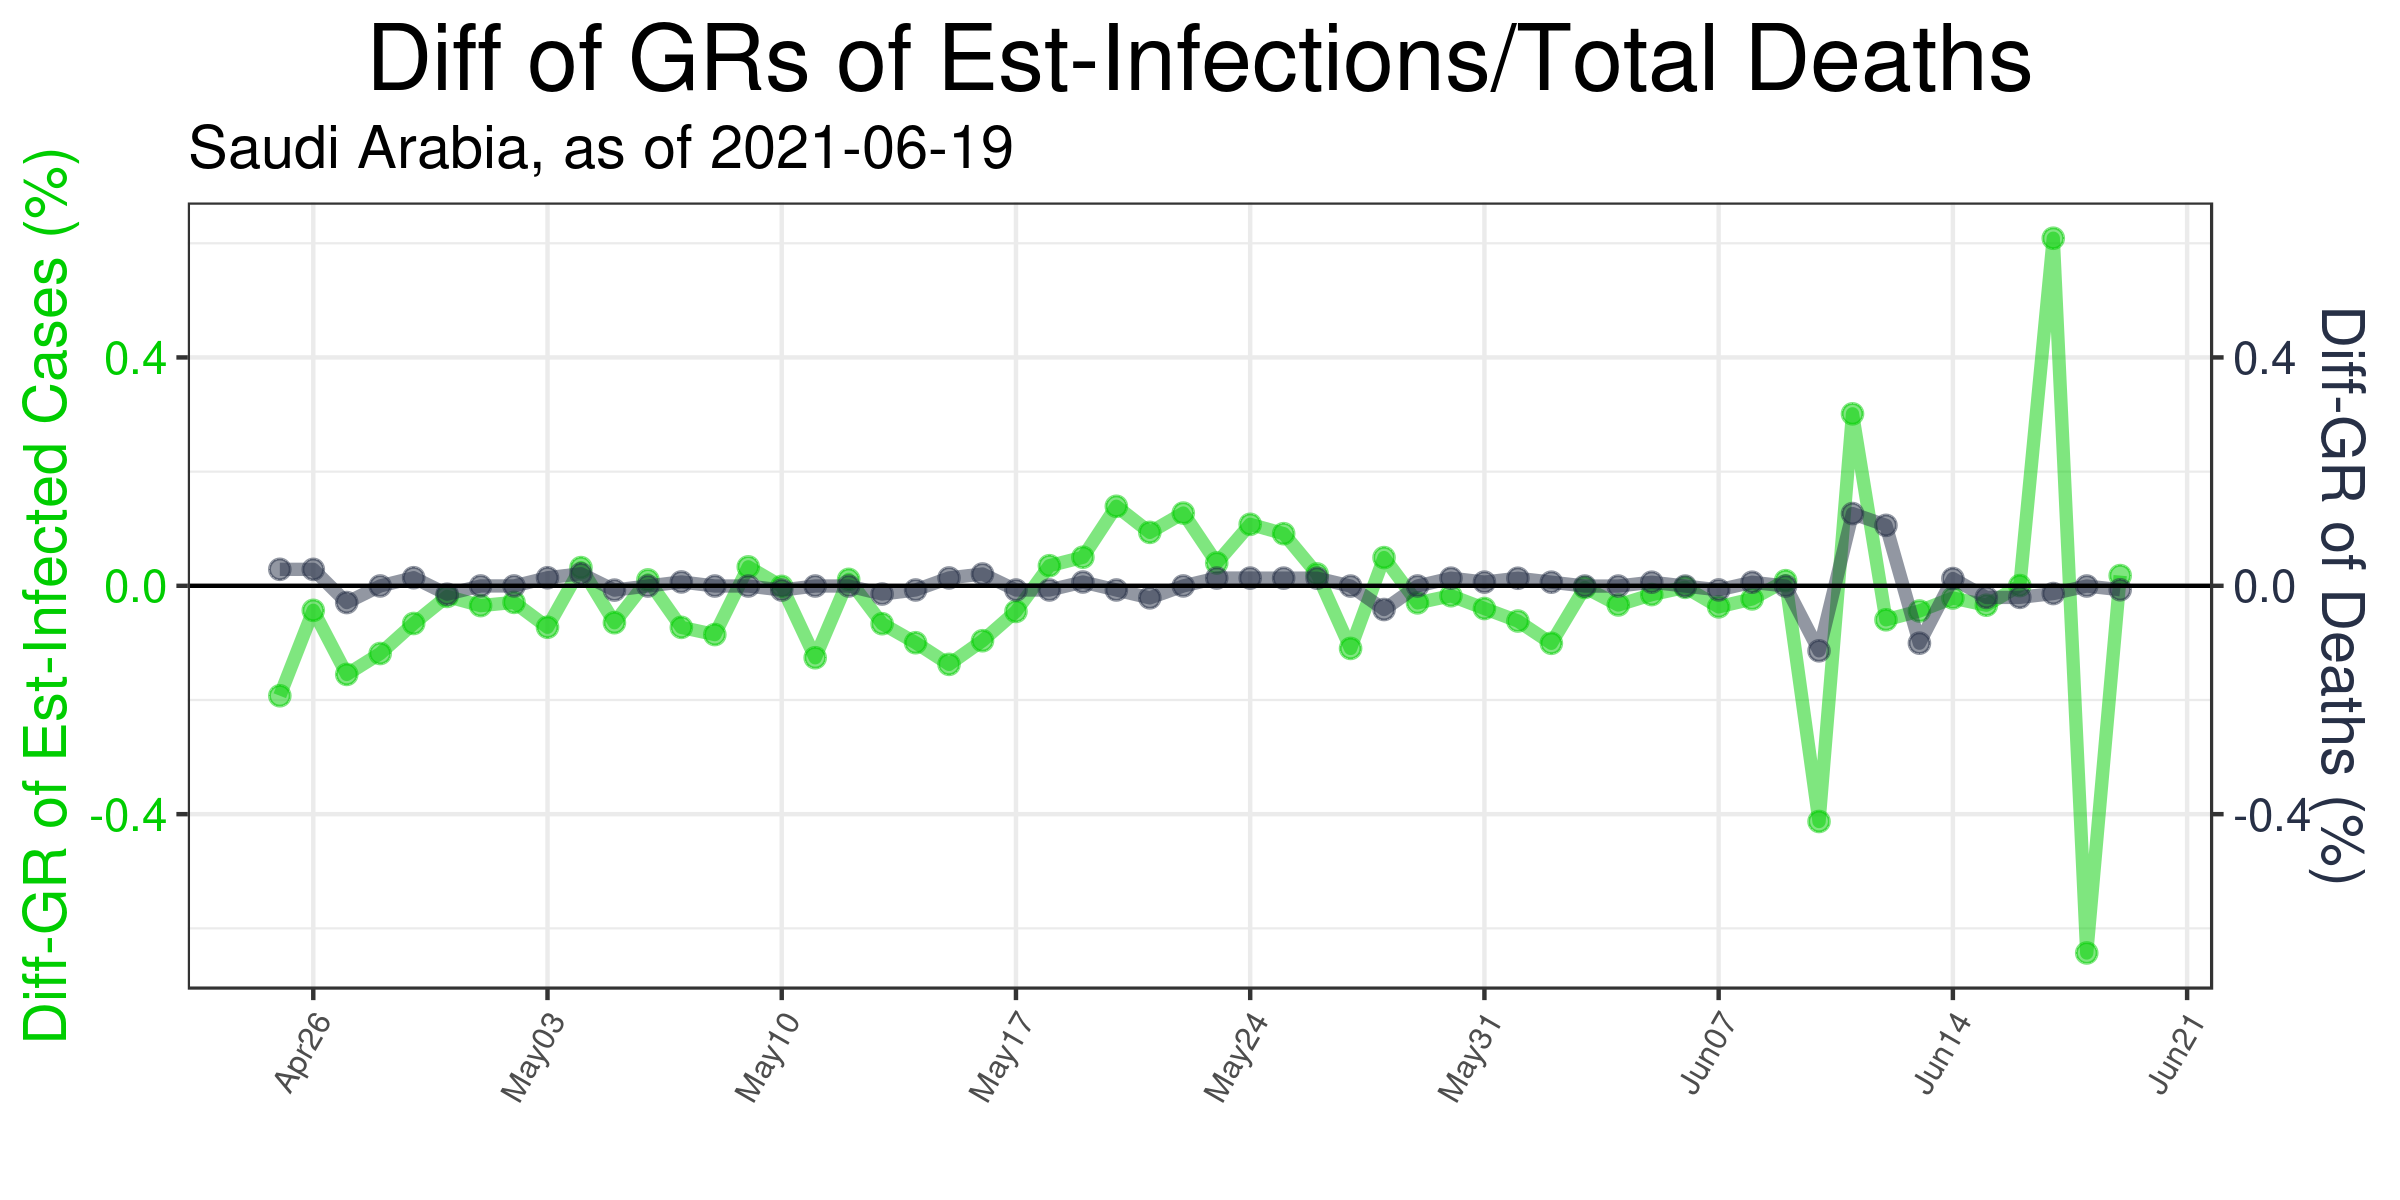 Diff of GRs of Est-Infections/Total Deaths
Saudi Arabia, as of 2021-06-19
Diff-GR of Est-Infected Cases (%)
0.4
0.0
-0.4
0.4
0.0
-0.4
Diff-GR of Deaths (%)
Apr26
May03
May10
May17
May24
May31
Jun07
Jun14
Jun21